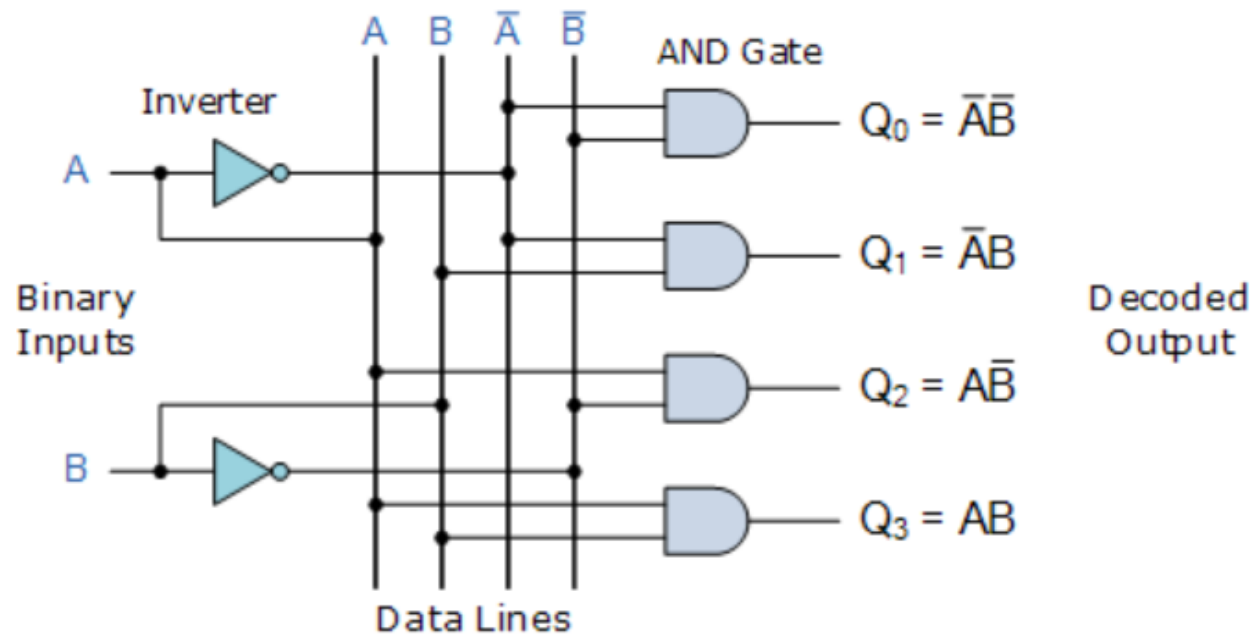 A B A̅ B̅
AND Gate
Inverter
Q₀ = A̅B̅
A
Q₁ = A̅B
Binary
Inputs
Decoded
Output
Q₂ = AB̅
B
Q₃ = AB
Data Lines